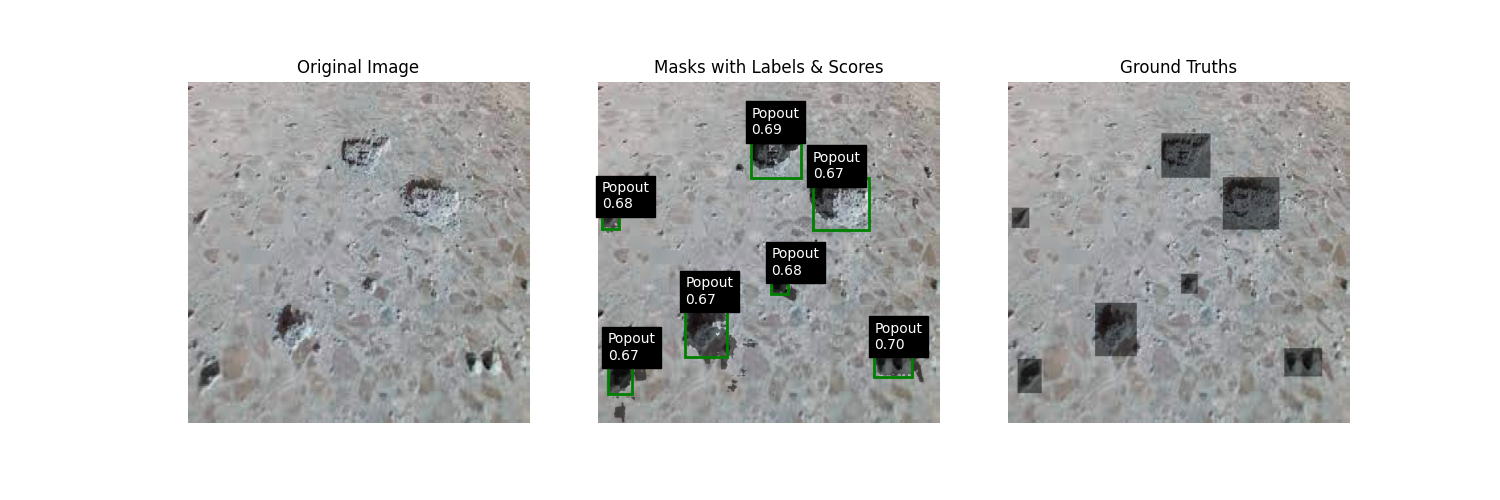 Original Image
Masks with Labels & Scores
Ground Truths
Popout
0.69
Popout
0.67
Popout
0.68
Popout
0.68
Popout
0.67
Popout
0.70
Popout
0.67